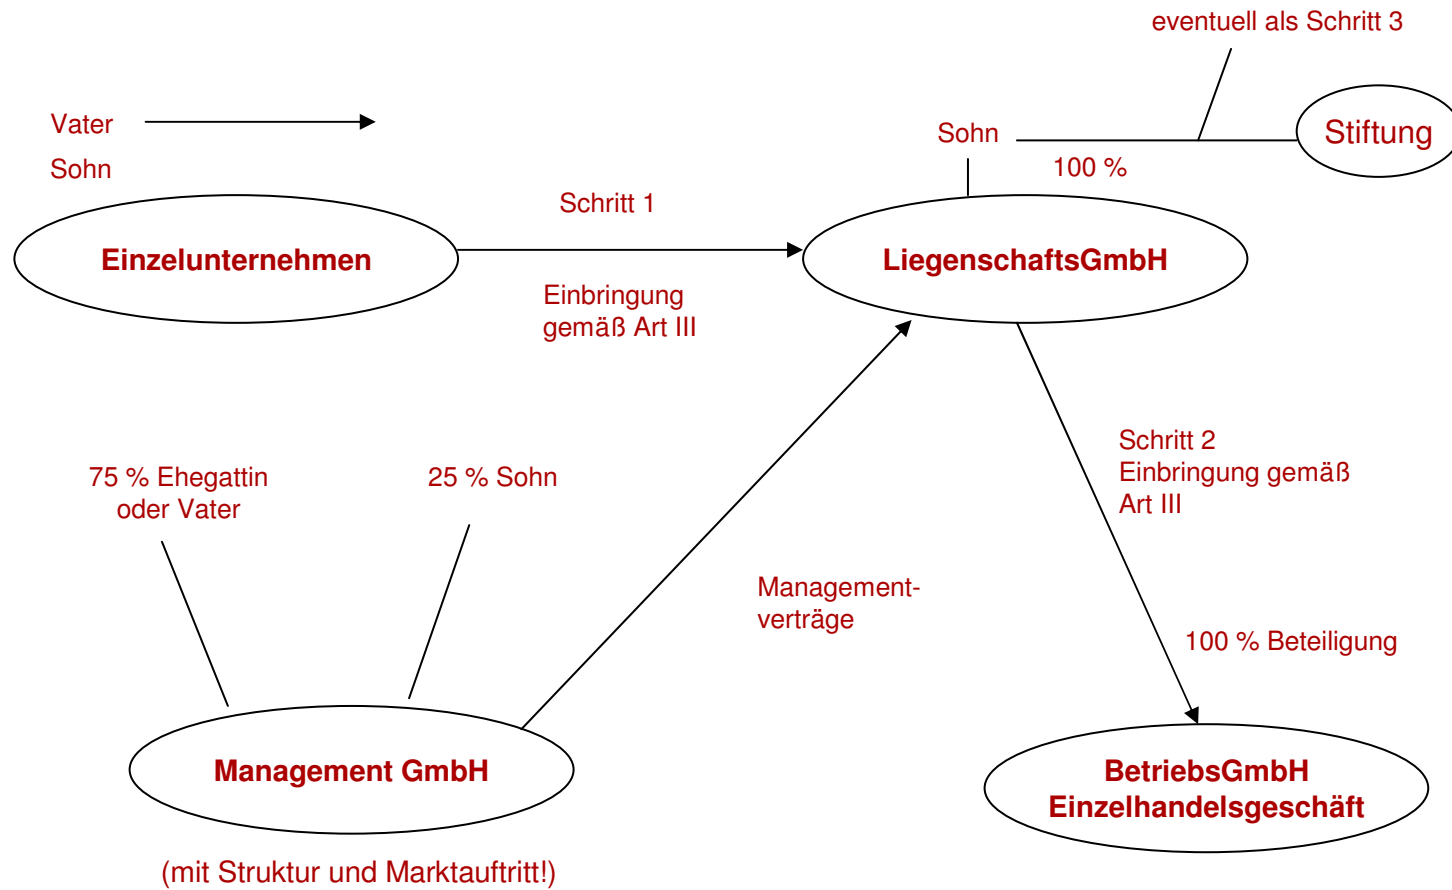 eventuell als Schritt 3
Vater
Sohn
Sohn
100 %
Stiftung
Schritt 1
Einzelunternehmen
LiegenschaftsGmbH
Einbringung
gemäß Art III
75 % Ehegattin
oder Vater
25 % Sohn
Schritt 2
Einbringung gemäß
Art III
Management-
verträge
100 % Beteiligung
Management GmbH
BetriebsGmbH
Einzelhandelsgeschäft
(mit Struktur und Marktauftritt!)